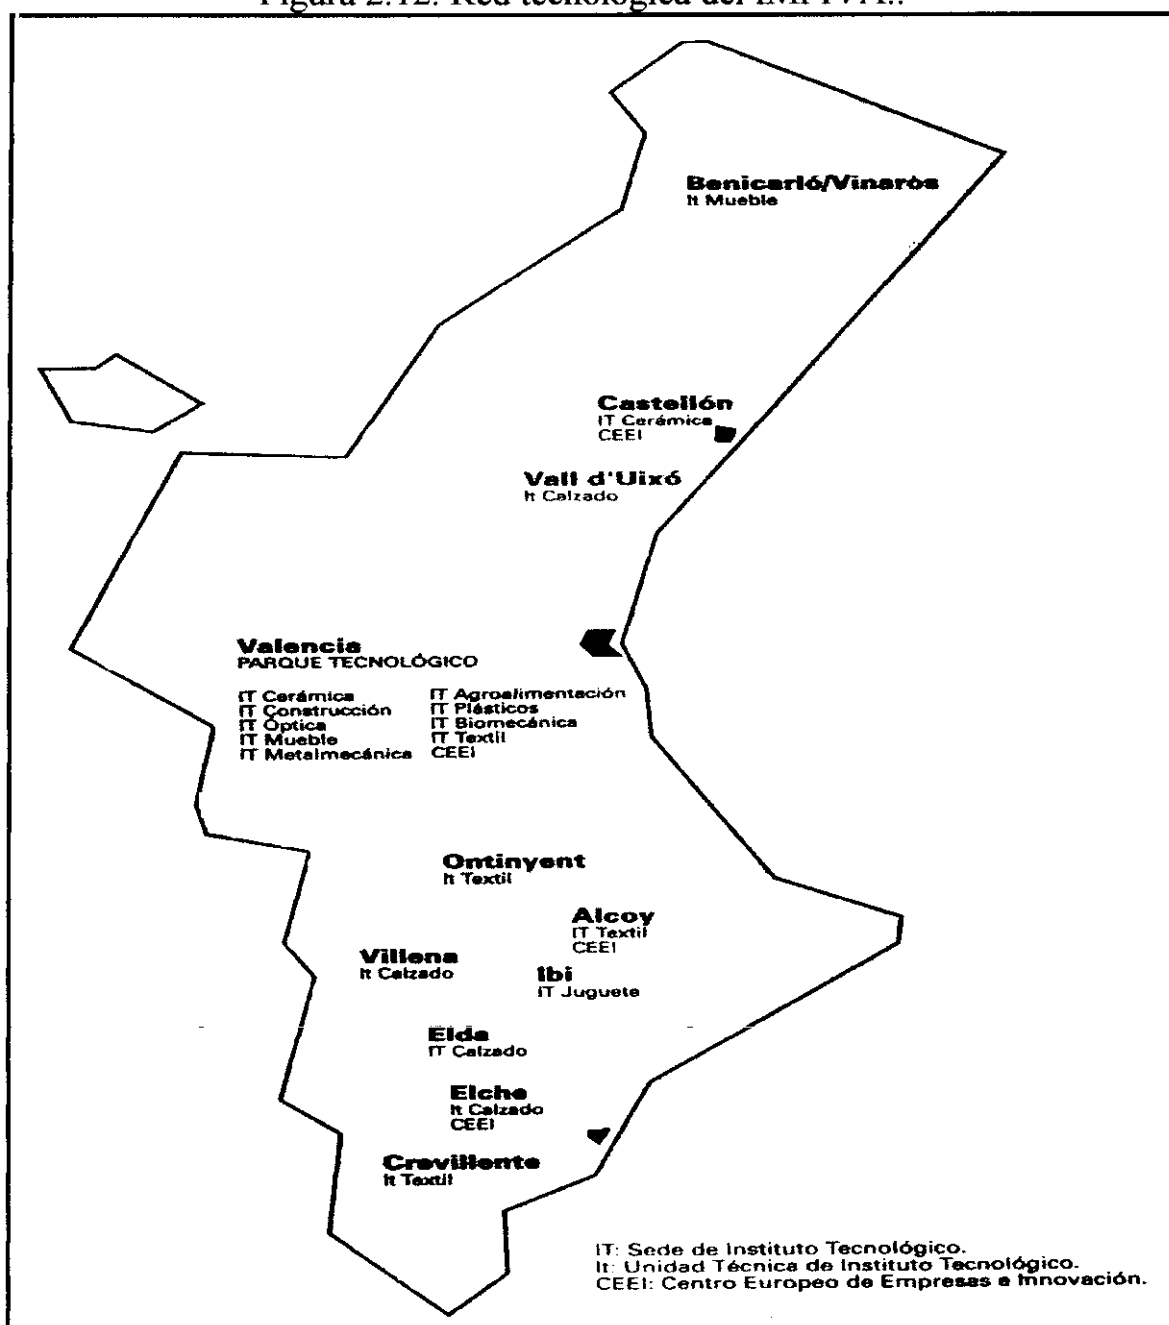 Figura 2.12. Red tecnológica del IMPIVA..
Benicarló/Vinaròs
It Mueble
Castellón
IT Cerámica
CEEI
Vall d'Uixó
It Calzado
Valencia
PARQUE TECNOLÓGICO
IT Cerámica
IT Construcción
IT Óptica
IT Mueble
IT Metalmecánica
IT Agroalimentación
IT Plásticos
IT Biomecánica
IT Textil
CEEI
Ontinyent
It Textil
Alcoy
IT Textil
CEEI
Villena
It Calzado
Ibi
IT Juguete
Elda
IT Calzado
Elche
It Calzado
CEEI
Crevillente
It Textil
IT: Sede de Instituto Tecnológico.
It: Unidad Técnica de Instituto Tecnológico.
CEEI: Centro Europeo de Empresas e Innovación.